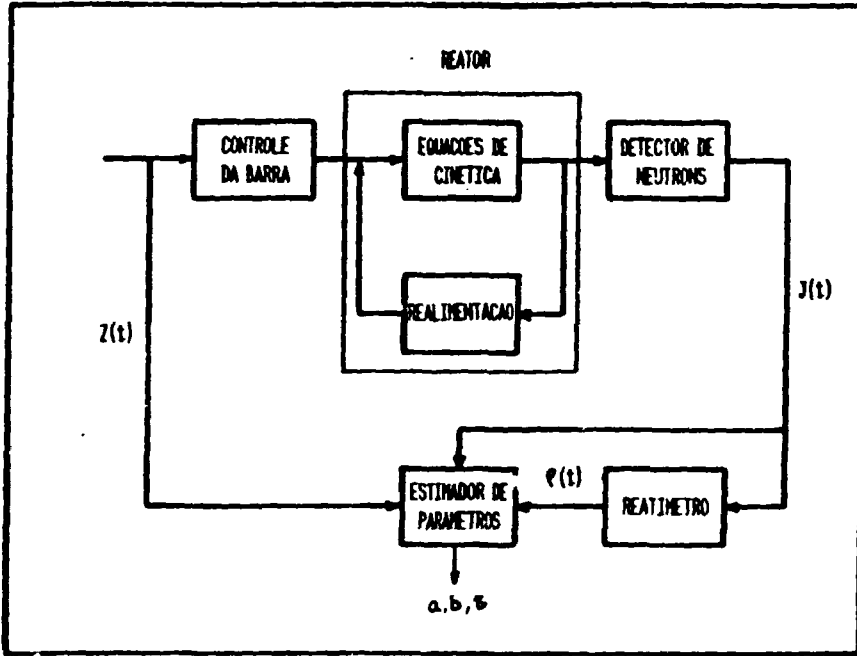 REATOR
CONTROLE
DA BARRA
EQUACOES DE
CINETICA
DETECTOR DE
NEUTRONS
REALIMENTACAO
Z(t)
J(t)
ESTIMADOR DE
PARAMETROS
ρ(t)
REATIMETRO
a,b,